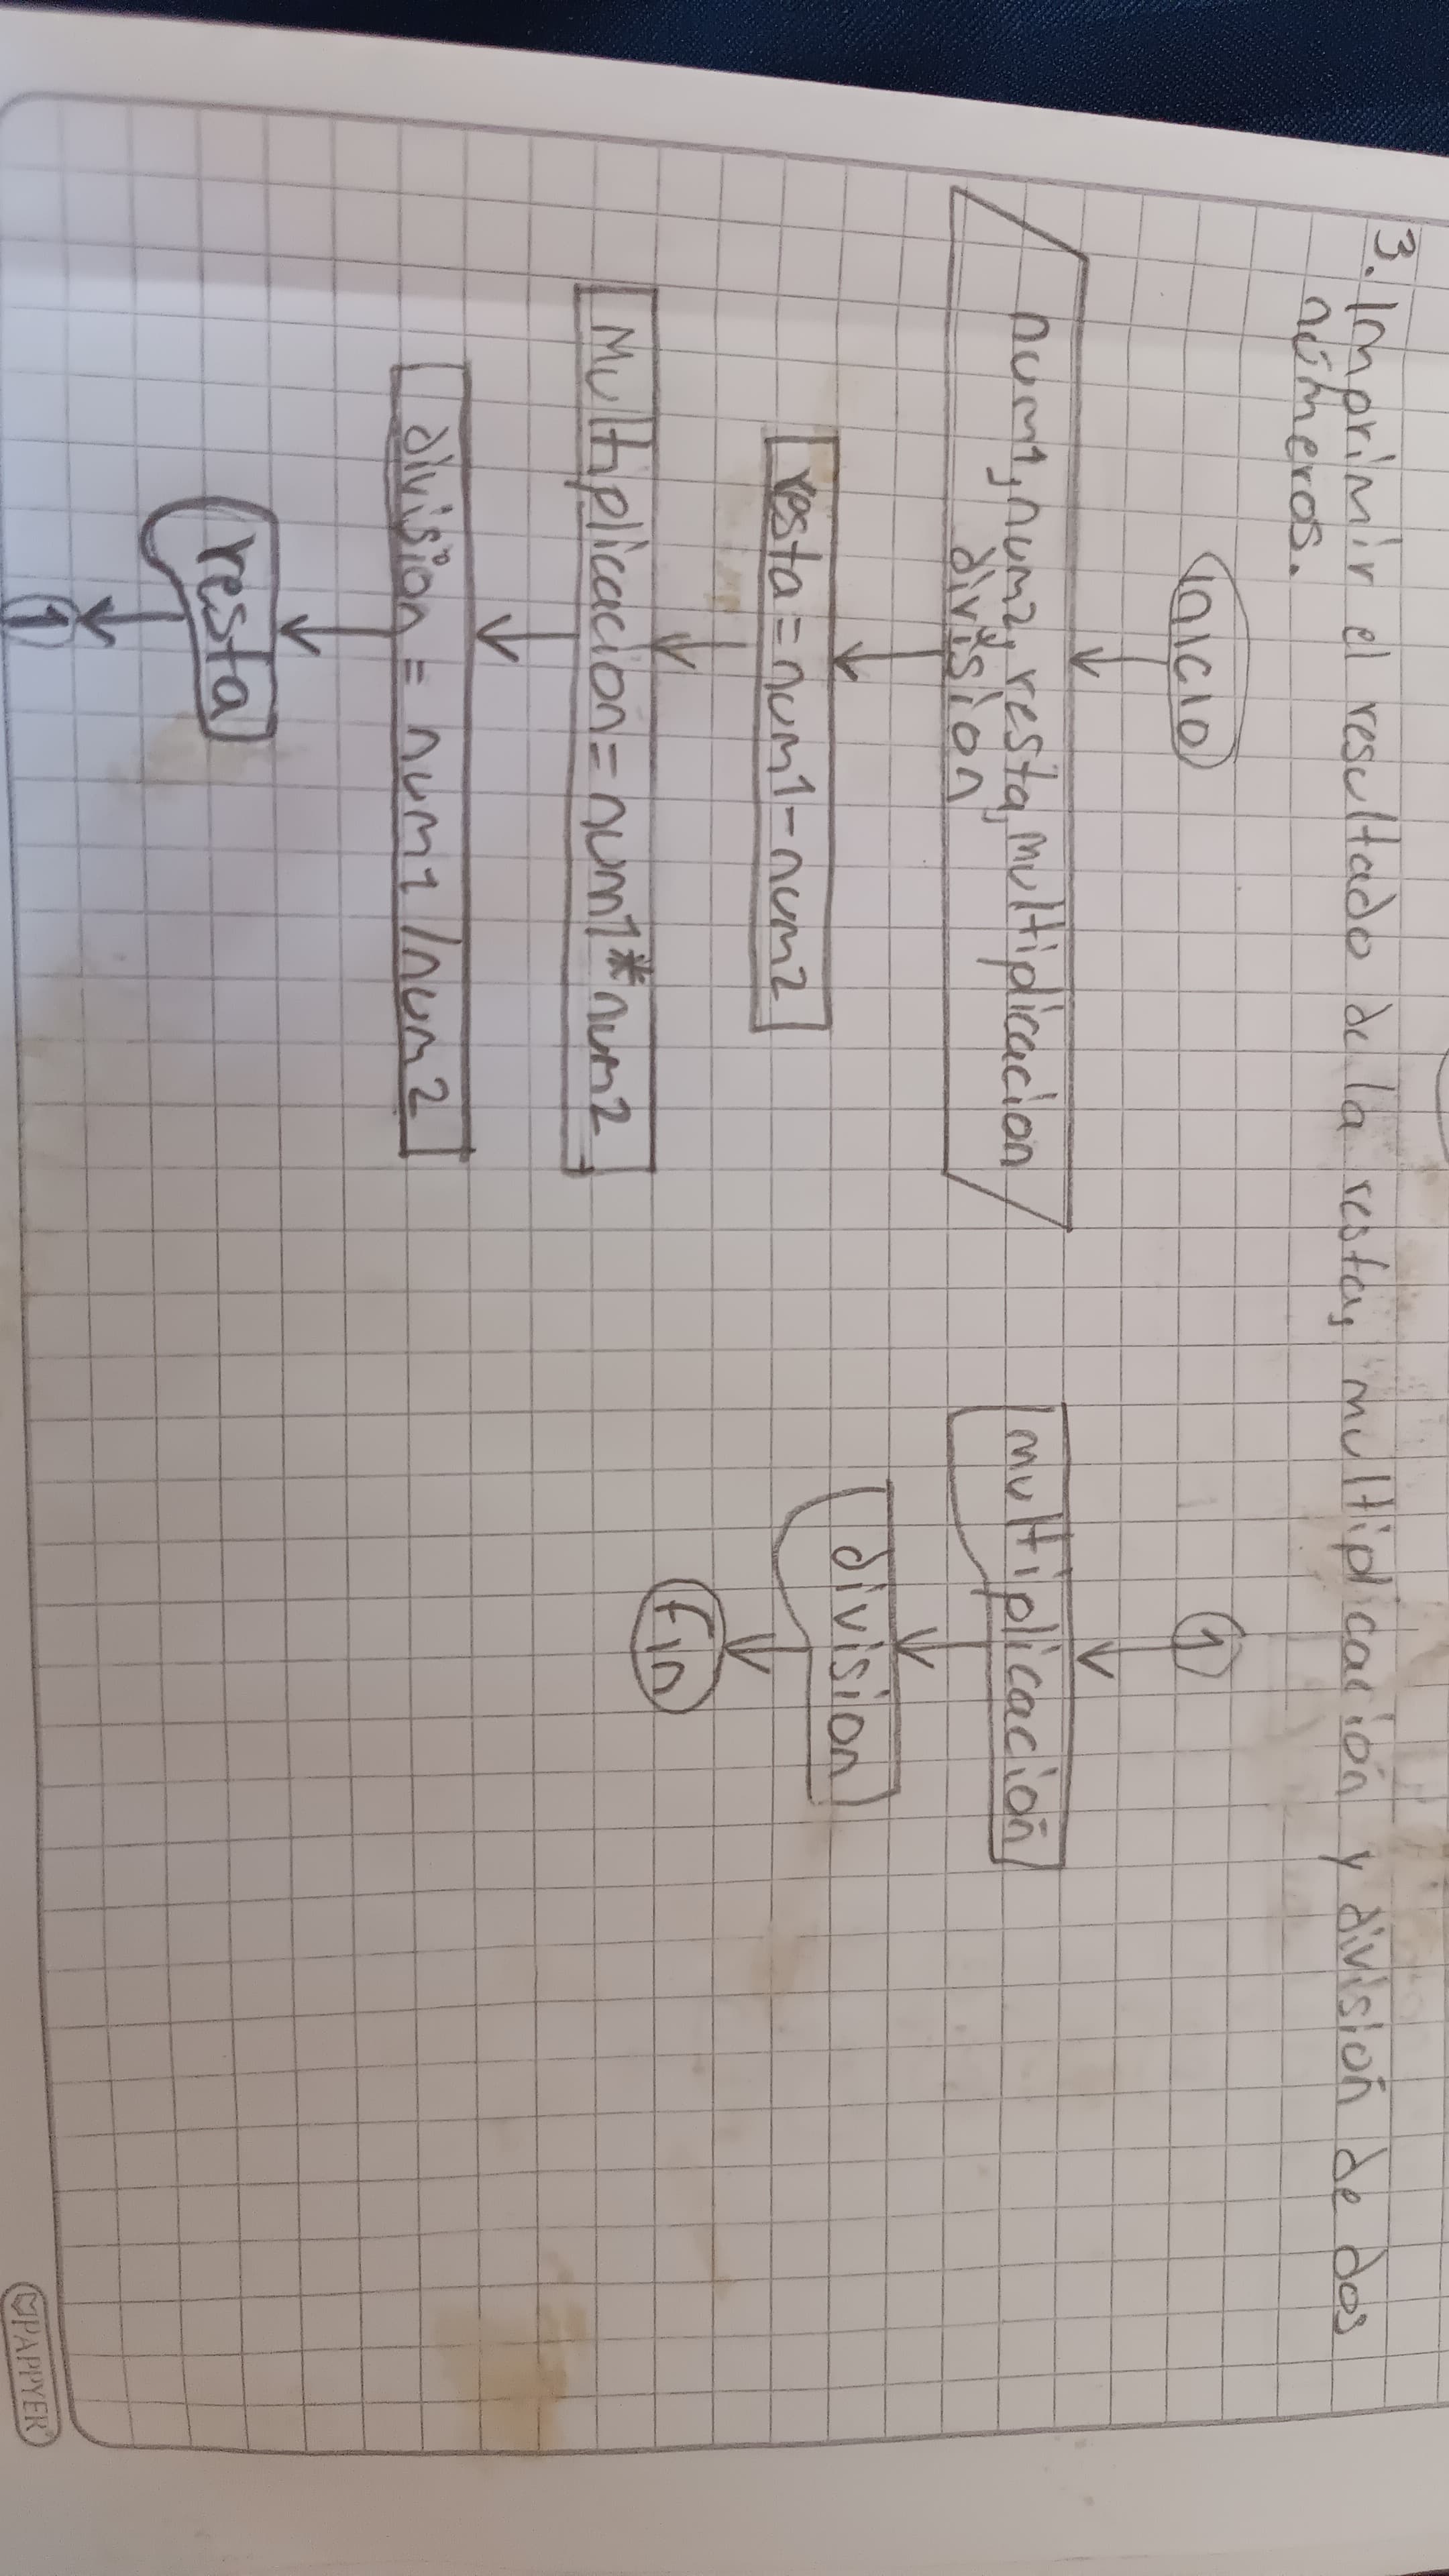 3. Imprimir el resultado de la resta, multiplicación y división de dos
números.
inicio
num1, num2, resta, multiplicacion
y division
resta = num1 - num2
Multiplicacion = num1 * num2
division = num1 / num2
resta
1
1
multiplicación
division
fin
PAPPYER